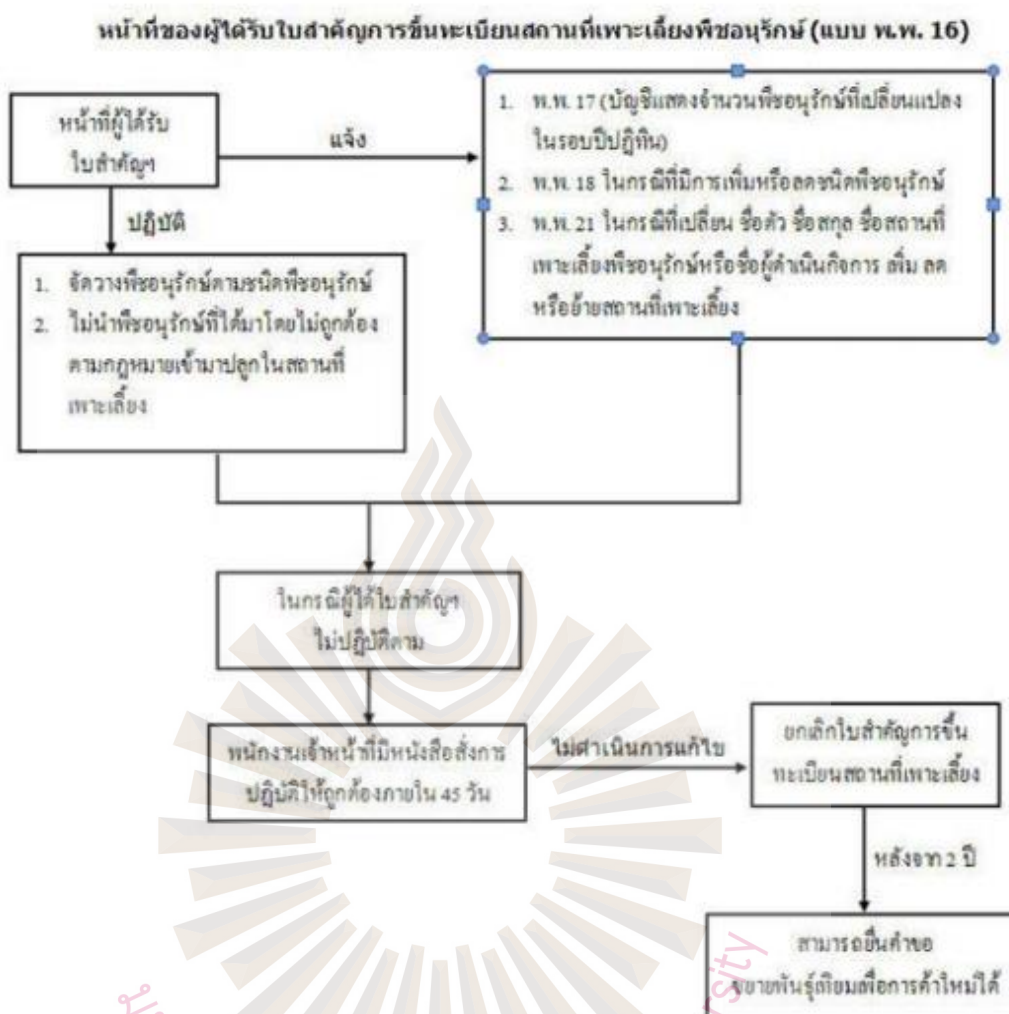 หน้าที่ของผู้ได้รับใบสำคัญการขึ้นทะเบียนสถานที่เพาะเลี้ยงพืชอนุรักษ์ (แบบ พ.พ. 16)
หน้าที่ผู้ได้รับ
ใบสำคัญฯ
แจ้ง
1. พ.พ. 17 (บัญชีแสดงจำนวนพืชอนุรักษ์ที่เปลี่ยนแปลง
ในรอบปีปฏิทิน)
2. พ.พ. 18 ในกรณีที่มีการเพิ่มหรือลดชนิดพืชอนุรักษ์
3. พ.พ. 21 ในกรณีที่เปลี่ยน ชื่อตัว ชื่อสกุล ชื่อสถานที่
เพาะเลี้ยงพืชอนุรักษ์หรือชื่อผู้ดำเนินกิจการ เพิ่ม ลด
หรือย้ายสถานที่เพาะเลี้ยง
ปฏิบัติ
1. จัดวางพืชอนุรักษ์ตามชนิดพืชอนุรักษ์
2. ไม่นำพืชอนุรักษ์ที่ได้มาโดยไม่ถูกต้อง
ตามกฎหมายเข้ามาปลูกในสถานที่
เพาะเลี้ยง
ในกรณีผู้ได้ใบสำคัญฯ
ไม่ปฏิบัติตาม
พนักงานเจ้าหน้าที่มีหนังสือสั่งการ
ปฏิบัติให้ถูกต้องภายใน 45 วัน
ไม่ดำเนินการแก้ไข
ยกเลิกใบสำคัญการขึ้น
ทะเบียนสถานที่เพาะเลี้ยง
หลังจาก 2 ปี
สามารถยื่นคำขอ
ขยายพันธุ์เทียมเพื่อการค้าใหม่ได้